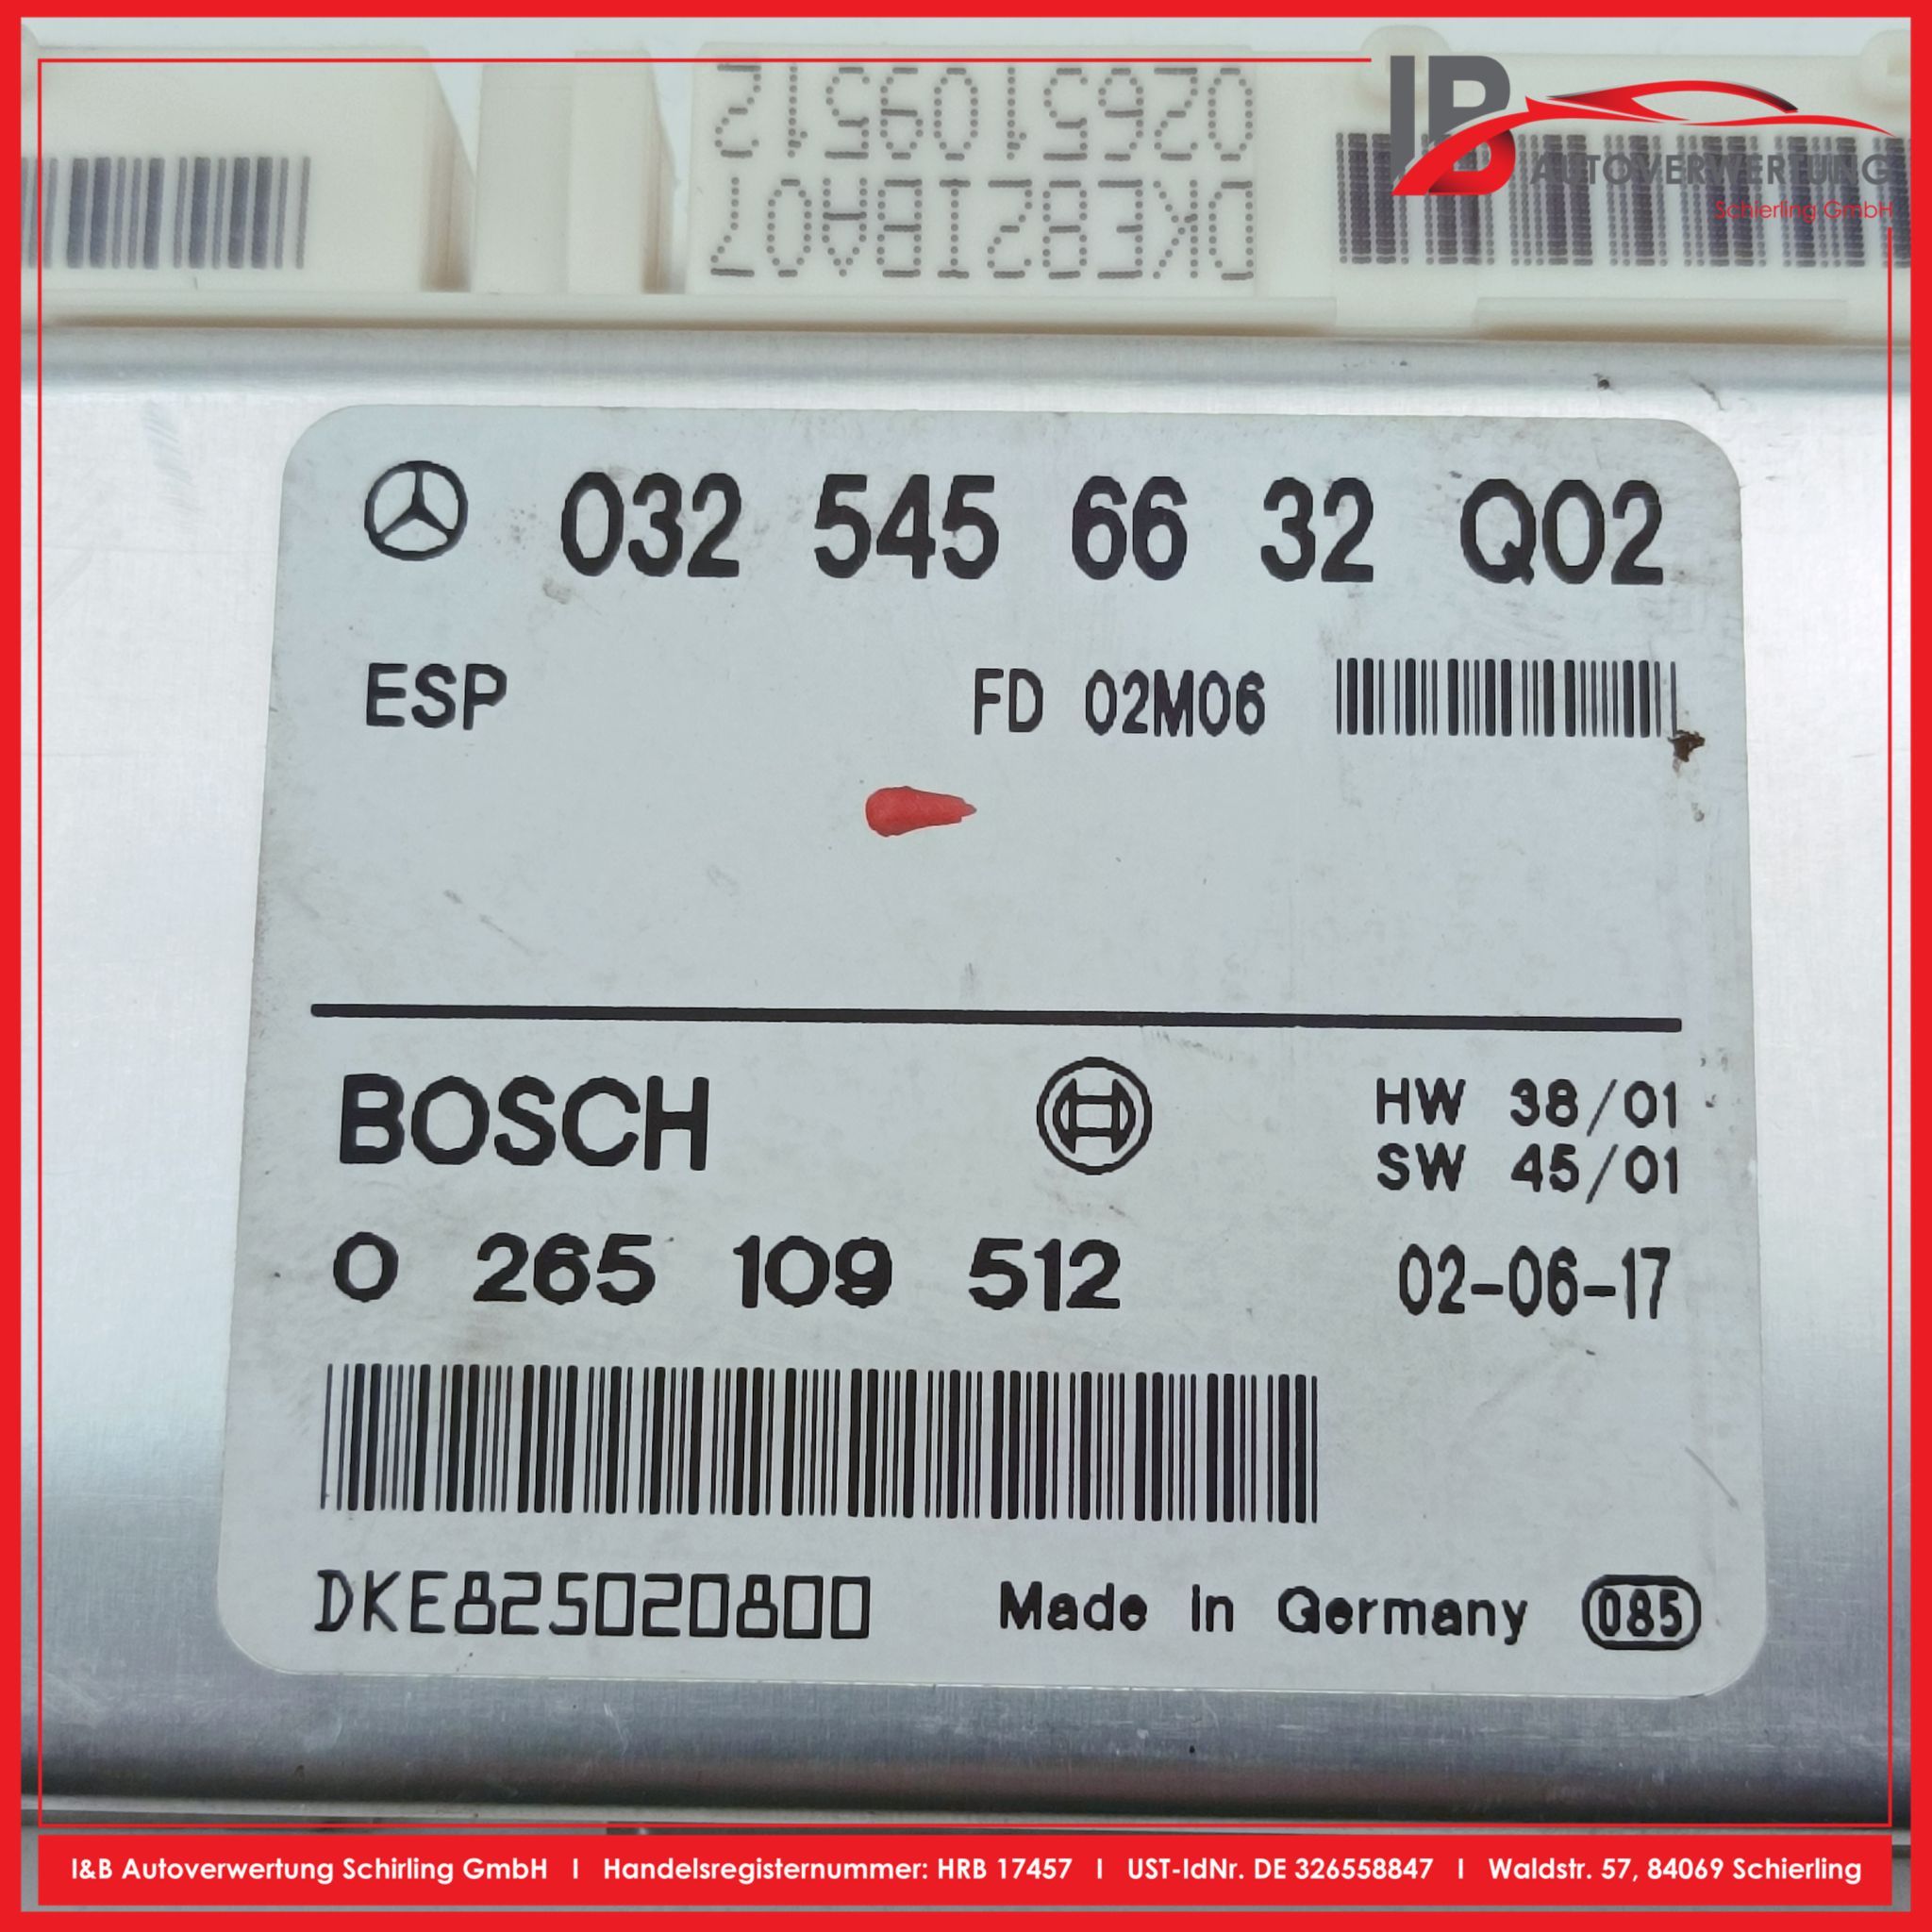 0265109512
DKE82IBA07
IB
AUTOVERWERTUNG
Schierling GmbH
032 545 66 32 Q02
ESP FD 02M06
BOSCH HW 38/01
SW 45/01
0 265 109 512 02-06-17
DKE825020800 Made in Germany 085
I&B Autoverwertung Schirling GmbH I Handelsregisternummer: HRB 17457 I UST-IdNr. DE 326558847 I Waldstr. 57, 84069 Schierling